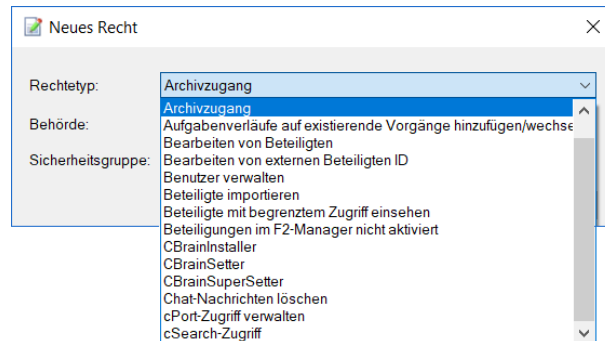 Neues Recht
Rechtetyp: Archivzugang
Archivzugang
Behörde: Aufgabenverläufe auf existierende Vorgänge hinzufügen/wechse
Bearbeiten von Beteiligten
Sicherheitsgruppe: Bearbeiten von externen Beteiligten ID
Benutzer verwalten
Beteiligte importieren
Beteiligte mit begrenztem Zugriff einsehen
Beteiligungen im F2-Manager nicht aktiviert
CBrainInstaller
CBrainSetter
CBrainSuperSetter
Chat-Nachrichten löschen
cPort-Zugriff verwalten
cSearch-Zugriff